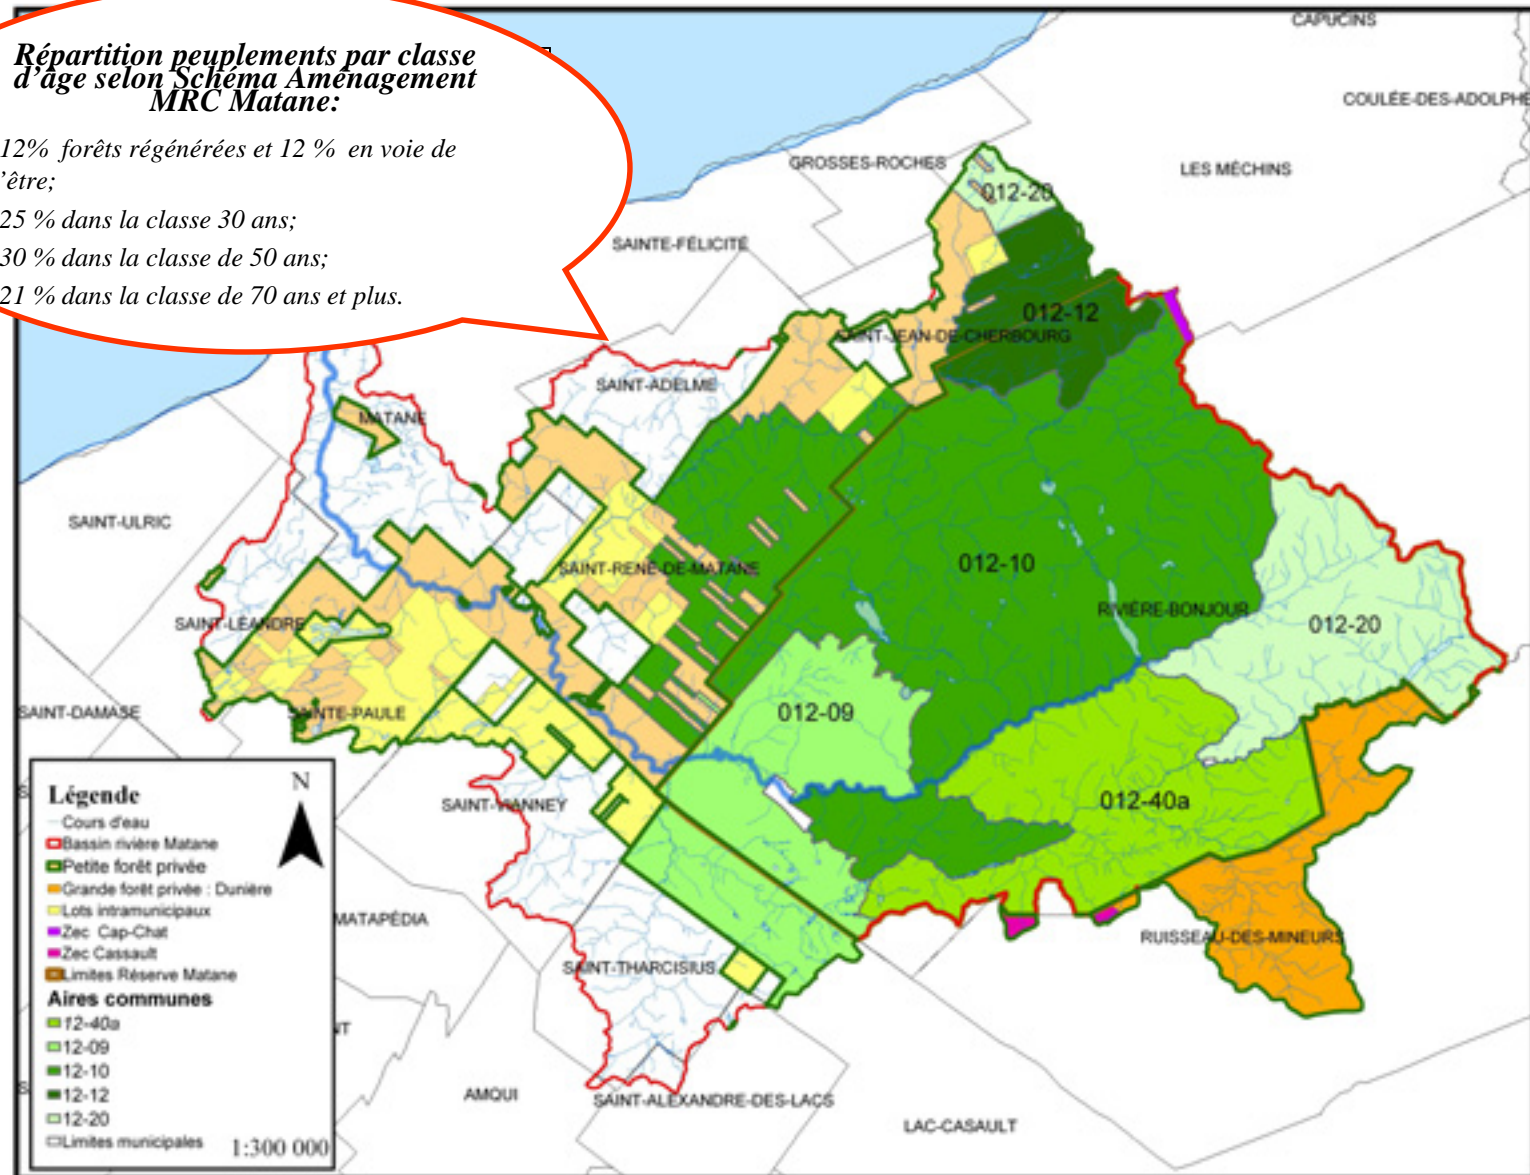 Répartition peuplements par classe
d'âge selon Schéma Aménagement
MRC Matane:
12% forêts régénérées et 12 % en voie de
'être;
25 % dans la classe 30 ans;
30 % dans la classe de 50 ans;
21 % dans la classe de 70 ans et plus.
CAPUCINS
COULÉE-DES-ADOLPHE
GROSSES-ROCHES
LES MÉCHINS
012-20
SAINTE-FÉLICITÉ
012-12
SAINT-JEAN-DE-CHERBOURG
SAINT-ADELME
MATANE
SAINT-ULRIC
012-10
SAINT-RENÉ-DE-MATANE
RIVIÈRE-BONJOUR
SAINT-LÉANDRE
012-20
SAINT-DAMASE
SAINTE-PAULE
012-09
SAINT-VIANNEY
012-40a
MATAPÉDIA
RUISSEAU-DES-MINEURS
SAINT-THARCISIUS
NT
AMQUI
SAINT-ALEXANDRE-DES-LACS
LAC-CASAULT
Légende
N
Cours d'eau
Bassin rivière Matane
Petite forêt privée
Grande forêt privée : Dunière
Lots intramunicipaux
Zec Cap-Chat
Zec Cassault
Limites Réserve Matane
Aires communes
12-40a
12-09
12-10
12-12
12-20
Limites municipales
1:300 000